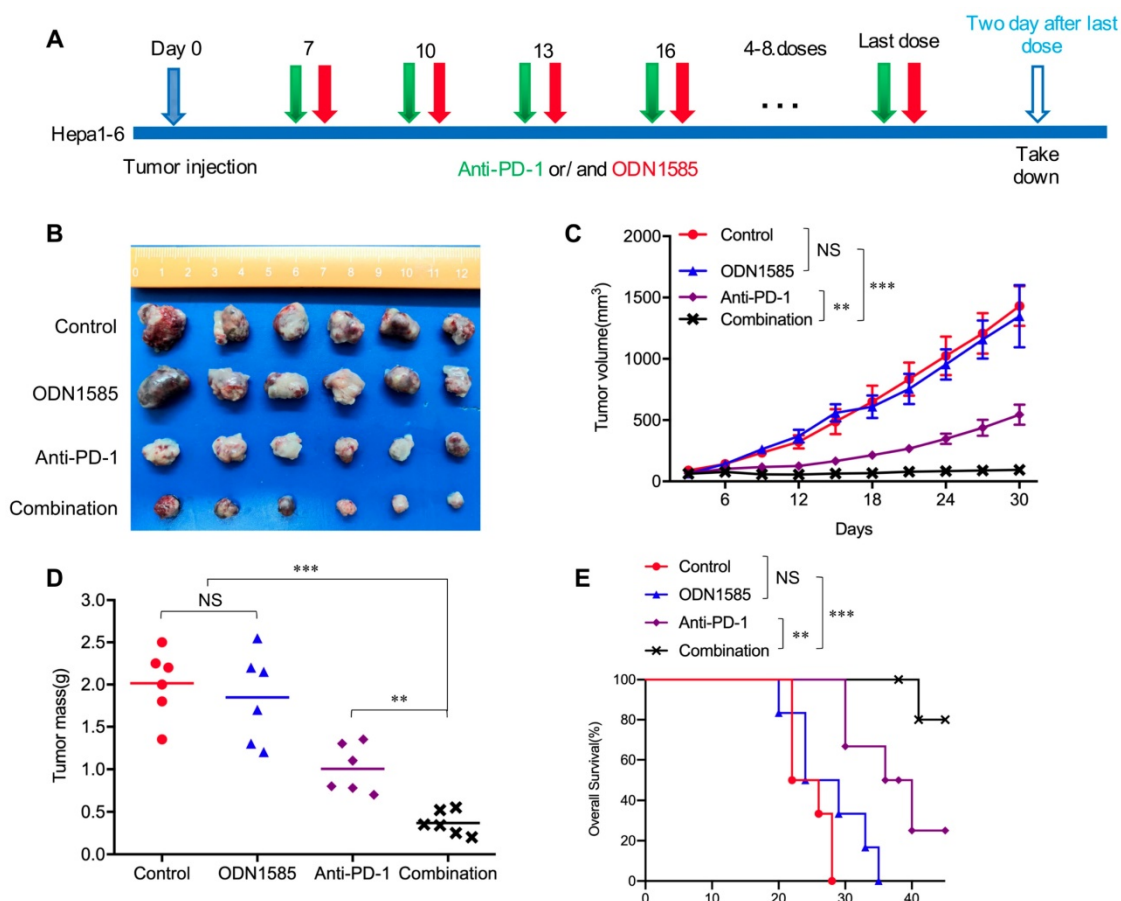 A
Day 0
7
10
13
16
4-8.doses
Last dose
Two day after last
dose
Hepa1-6
Tumor injection
Anti-PD-1 or/ and ODN1585
Take
down
B
0 1 2 3 4 5 6 7 8 9 10 11 12
Control
ODN1585
Anti-PD-1
Combination
C
Control
ODN1585
Anti-PD-1
Combination
NS
**
***
Tumor volume(mm3)
2000
1500
1000
500
0
6 12 18 24 30
Days
D
***
NS
**
Tumor mass(g)
3.0
2.5
2.0
1.5
1.0
0.5
0.0
Control ODN1585 Anti-PD-1 Combination
E
Control
ODN1585
Anti-PD-1
Combination
NS
**
***
Overall Survival(%)
100
80
60
40
20
0
0 10 20 30 40